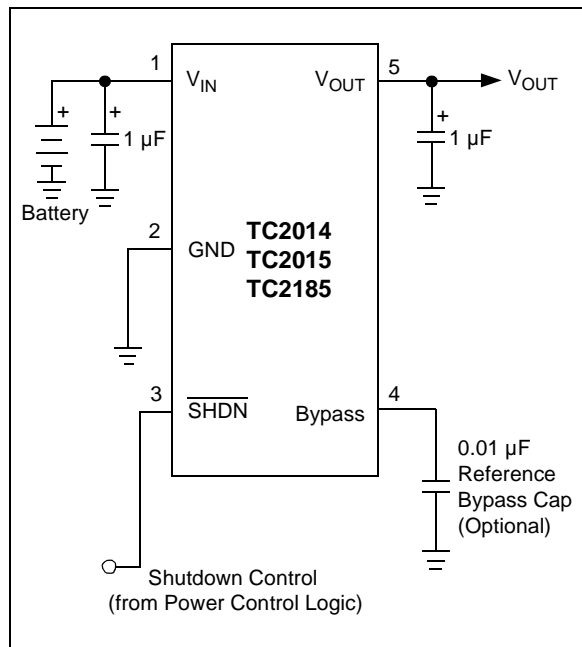 1
V_IN
V_OUT
5
V_OUT
+
+
+
1 µF
1 µF
Battery
2
GND
TC2014
TC2015
TC2185
3
SHDN
Bypass
4
0.01 µF
Reference
Bypass Cap
(Optional)
Shutdown Control
(from Power Control Logic)